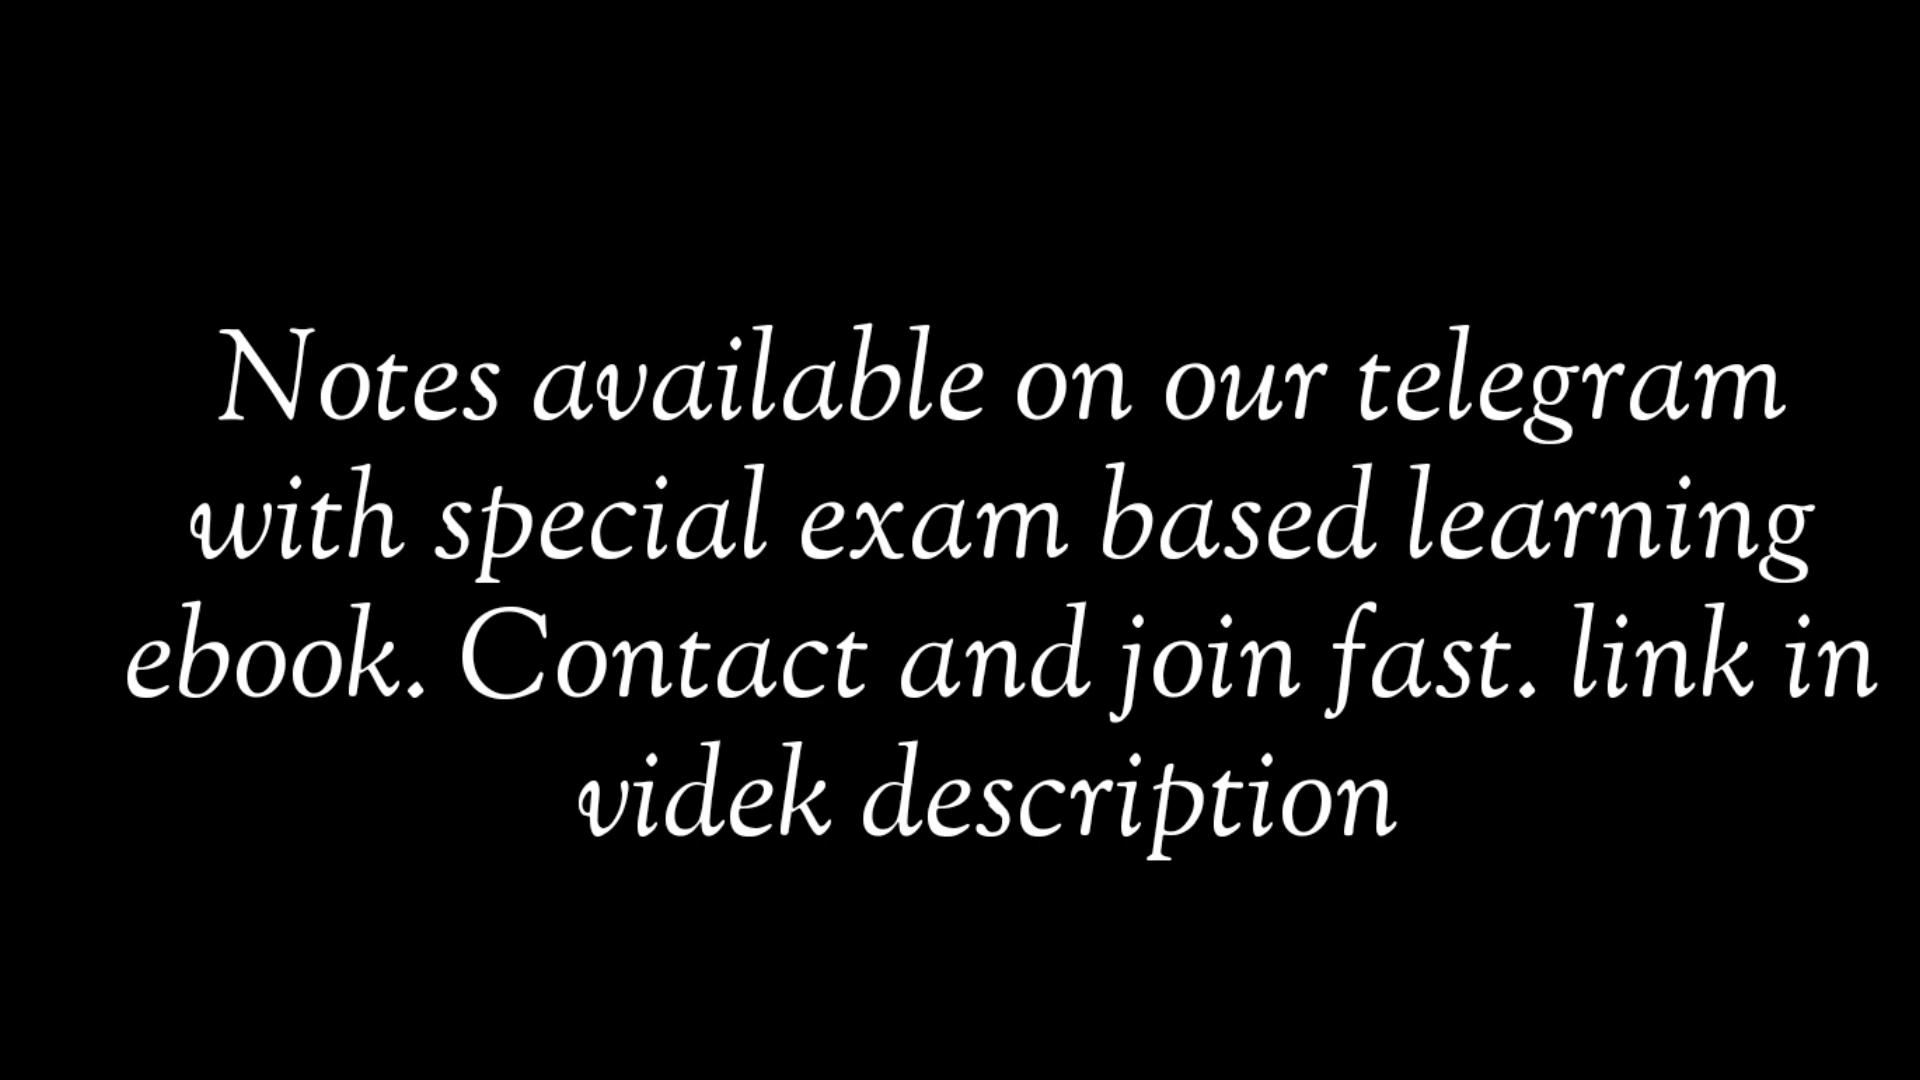 Notes available on our telegram
with special exam based learning
ebook. Contact and join fast. link in
videk description